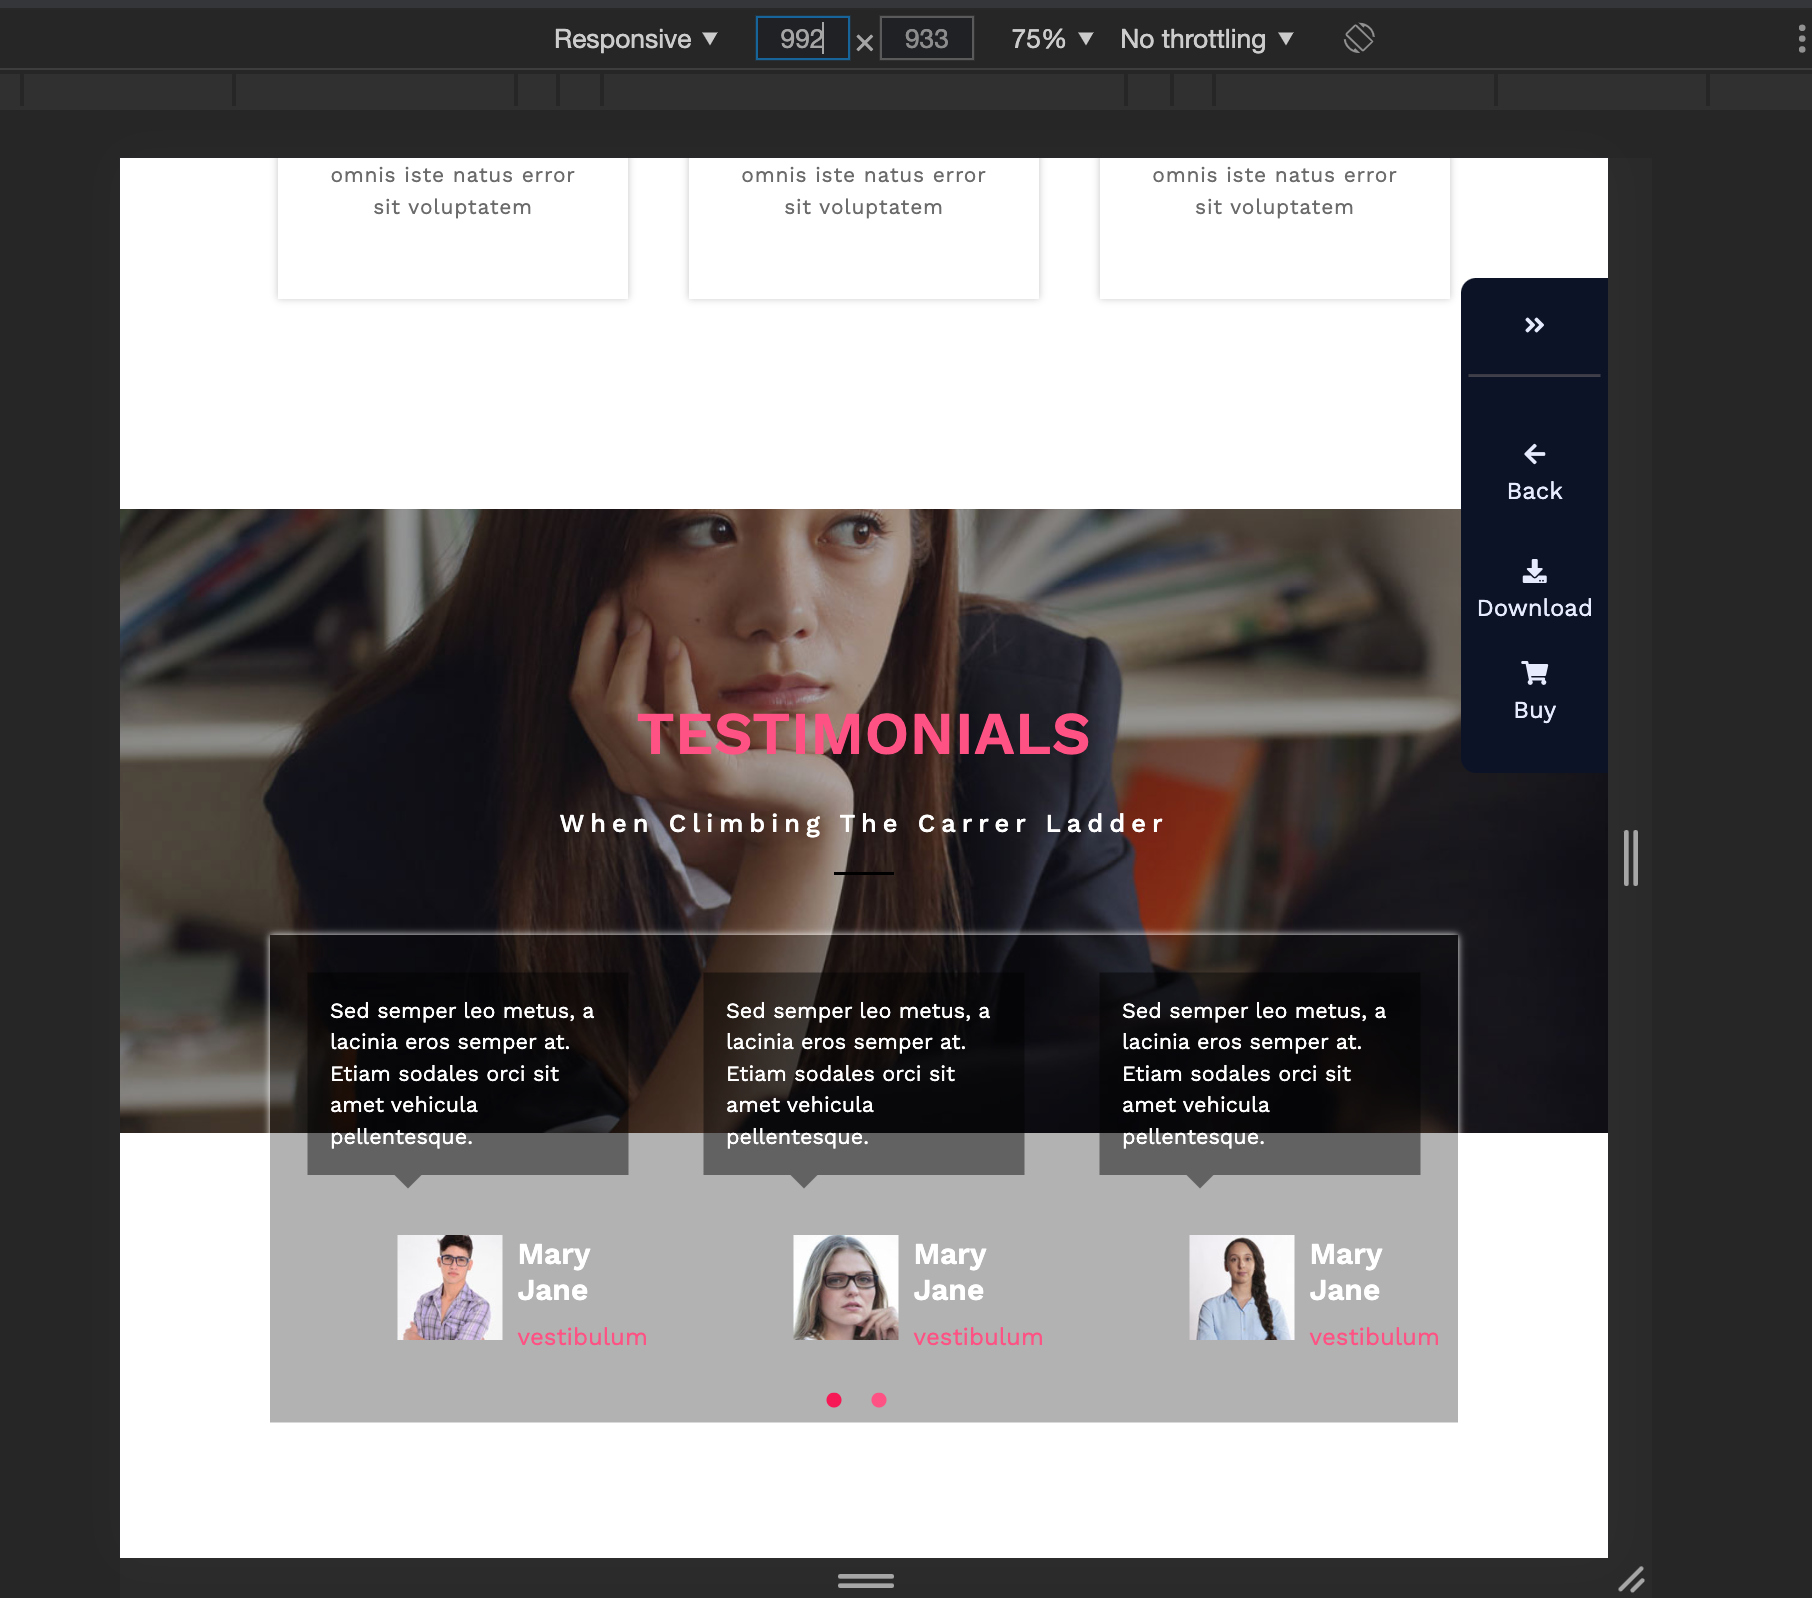 Responsive ▼ 992 × 933 75% ▼ No throttling ▼
omnis iste natus error
sit voluptatem
omnis iste natus error
sit voluptatem
omnis iste natus error
sit voluptatem
Back
Download
Buy
TESTIMONIALS
When Climbing The Carrer Ladder
Sed semper leo metus, a
lacinia eros semper at.
Etiam sodales orci sit
amet vehicula
pellentesque.
Mary
Jane
vestibulum
Sed semper leo metus, a
lacinia eros semper at.
Etiam sodales orci sit
amet vehicula
pellentesque.
Mary
Jane
vestibulum
Sed semper leo metus, a
lacinia eros semper at.
Etiam sodales orci sit
amet vehicula
pellentesque.
Mary
Jane
vestibulum